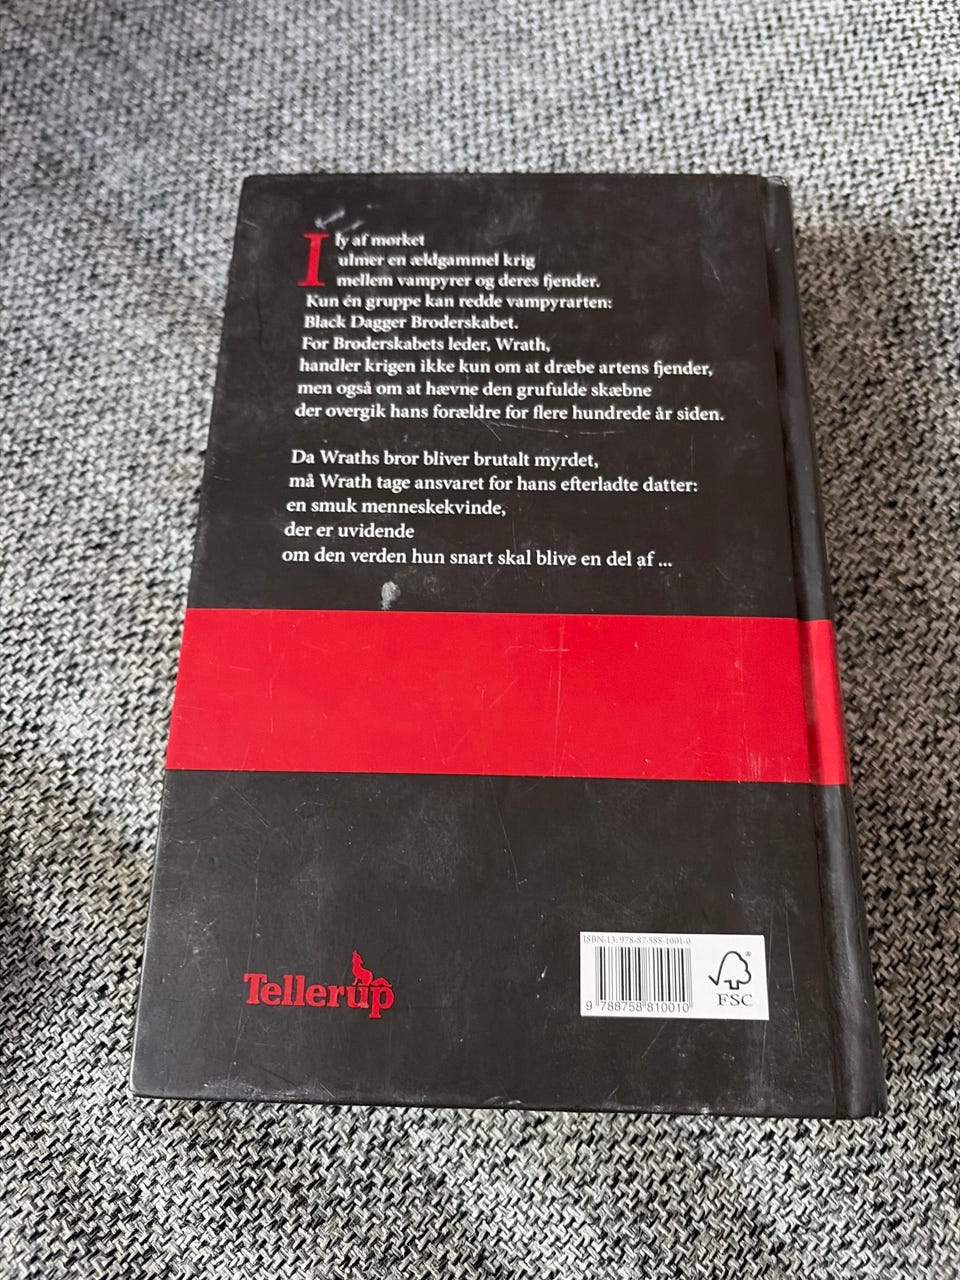 I ly af mørket
ulmer en ældgammel krig
mellem vampyrer og deres fjender.
Kun én gruppe kan redde vampyrarten:
Black Dagger Broderskabet.
For Broderskabets leder, Wrath,
handler krigen ikke kun om at dræbe artens fjender,
men også om at hævne den grufulde skæbne
der overgik hans forældre for flere hundrede år siden.
Da Wraths bror bliver brutalt myrdet,
må Wrath tage ansvaret for hans efterladte datter:
en smuk menneskekvinde,
der er uvidende
om den verden hun snart skal blive en del af ...
Tellerup
ISBN-13: 978-87-588-1001-0
9 788758 810010
®
FSC